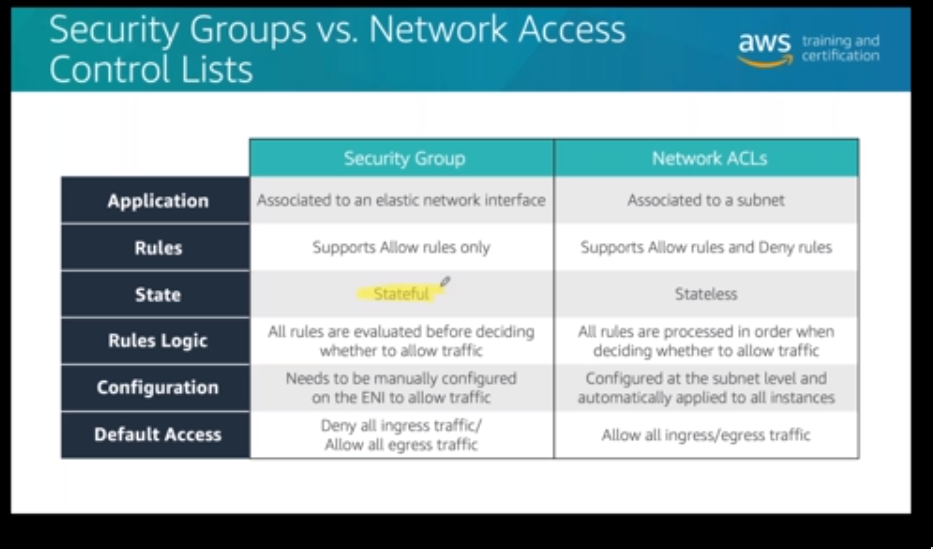 Security Groups vs. Network Access
Control Lists
aws training and
certification
Security Group
Network ACLs
Application
Associated to an elastic network interface
Associated to a subnet
Rules
Supports Allow rules only
Supports Allow rules and Deny rules
State
Stateful
Stateless
Rules Logic
All rules are evaluated before deciding
whether to allow traffic
All rules are processed in order when
deciding whether to allow traffic
Configuration
Needs to be manually configured
on the ENI to allow traffic
Configured at the subnet level and
automatically applied to all instances
Default Access
Deny all ingress traffic/
Allow all egress traffic
Allow all ingress/egress traffic